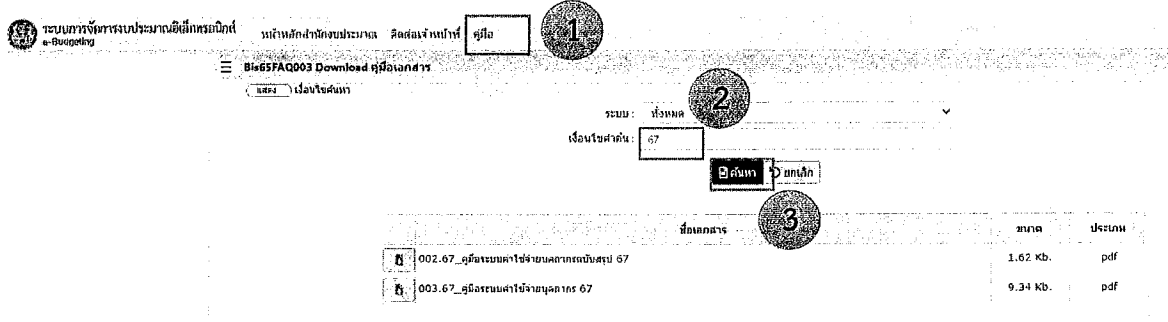 ระบบการจัดการงบประมาณอิเล็กทรอนิกส์
e-Budgeting
หน้าหลักสำนักงบประมาณ ติดต่อเจ้าหน้าที่ คู่มือ
1
Bis65FAQ003 Download คู่มือเอกสาร
แสดง เงื่อนไขค้นหา
2
ระบบ : ทั้งหมด
เงื่อนไขคำค้น : 67
ค้นหา ยกเลิก
3
ชื่อเอกสาร ขนาด ประเภท
002.67_คู่มือระบบค่าใช้จ่ายบุคลากรฉบับสรุป 67 1.62 Kb. pdf
003.67_คู่มือระบบค่าใช้จ่ายบุคลากร 67 9.34 Kb. pdf